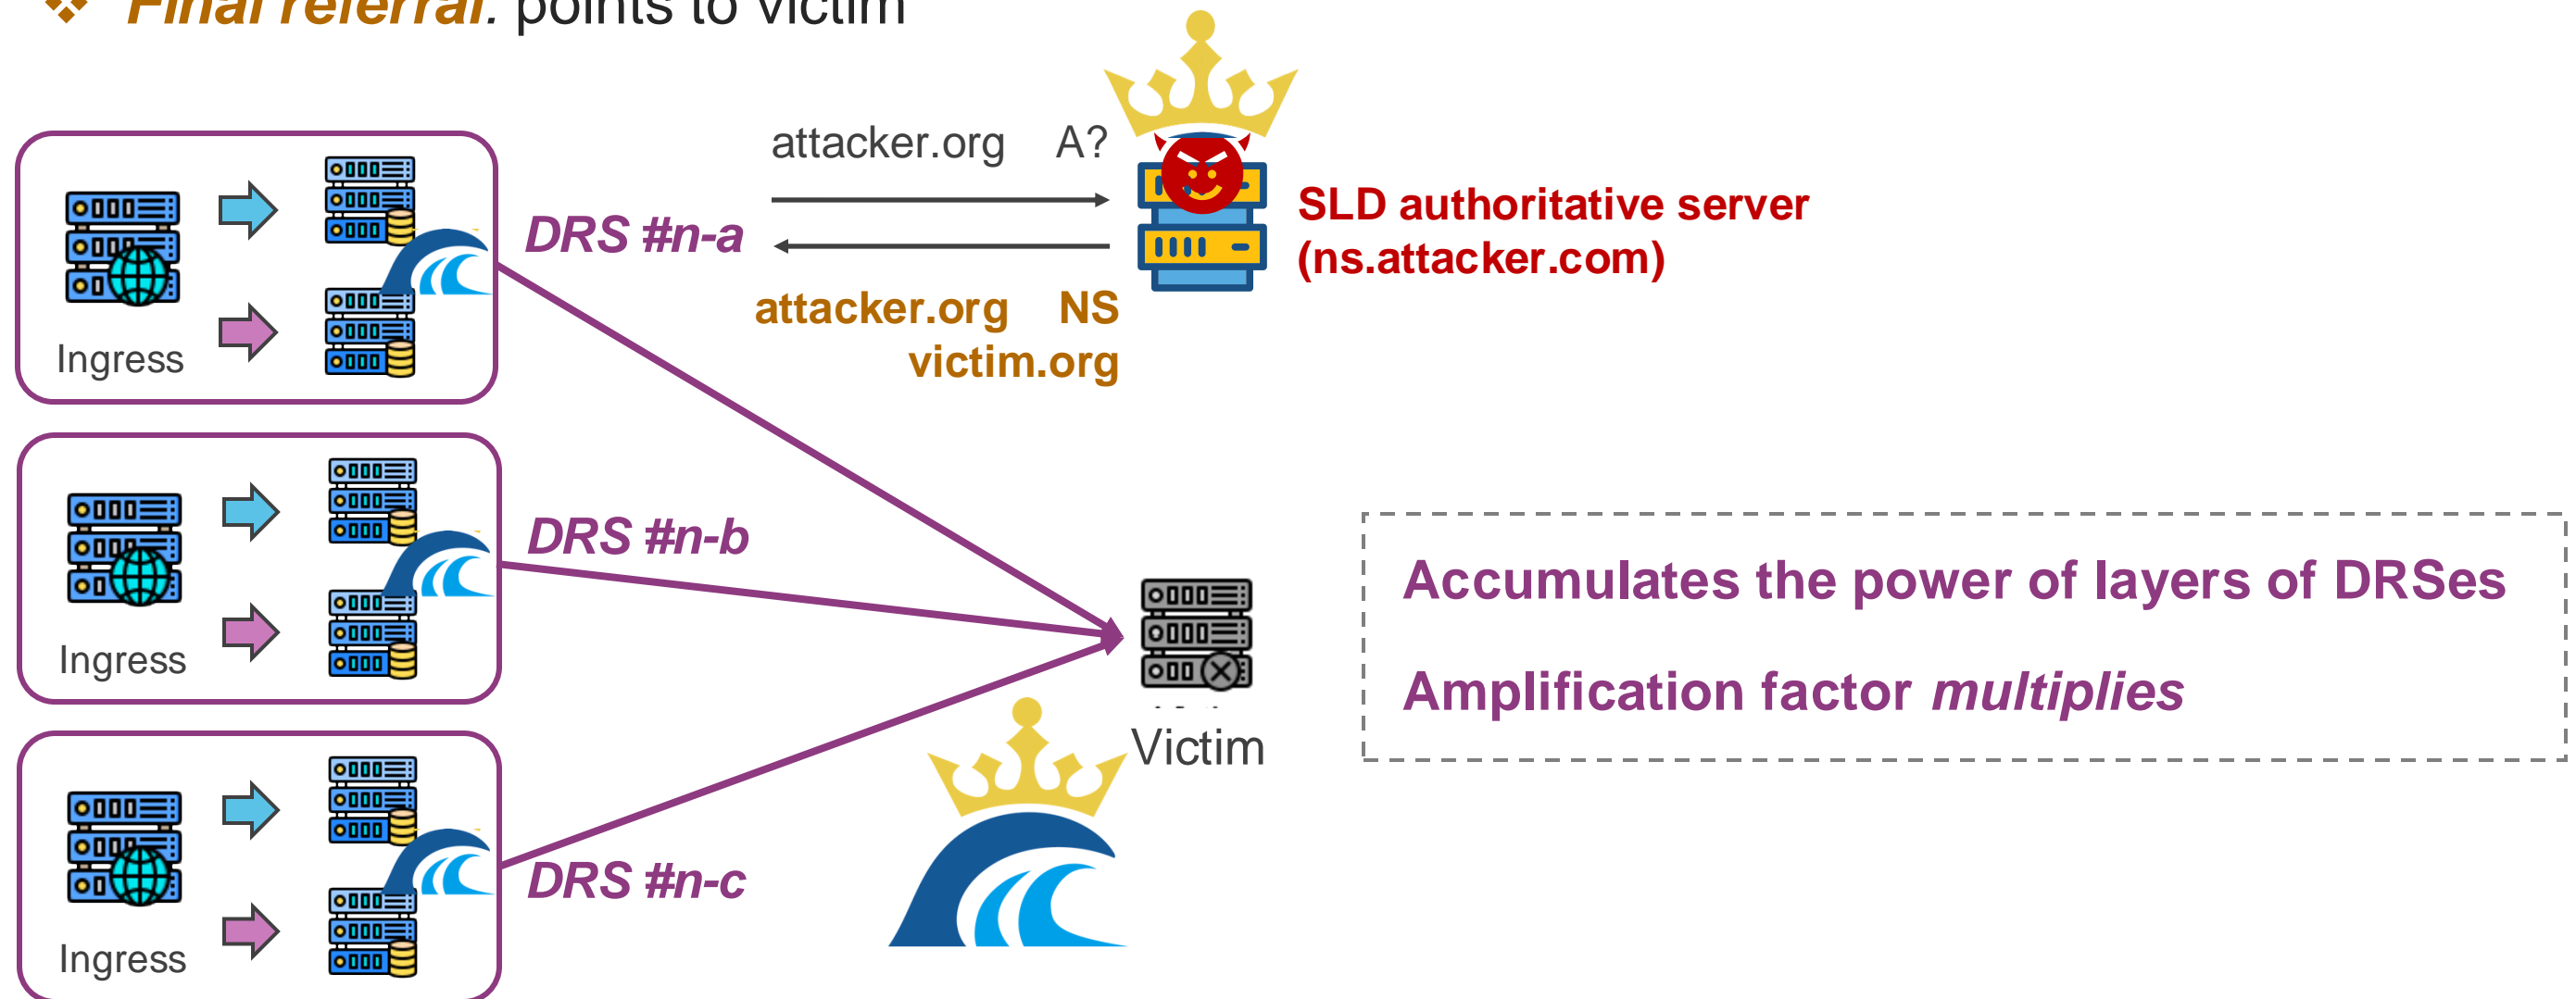 ❖ Final referral: points to victim
attacker.org A?
SLD authoritative server
(ns.attacker.com)
DRS #n-a
attacker.org NS
victim.org
Ingress
DRS #n-b
Ingress
Accumulates the power of layers of DRSes
Amplification factor multiplies
Victim
DRS #n-c
Ingress